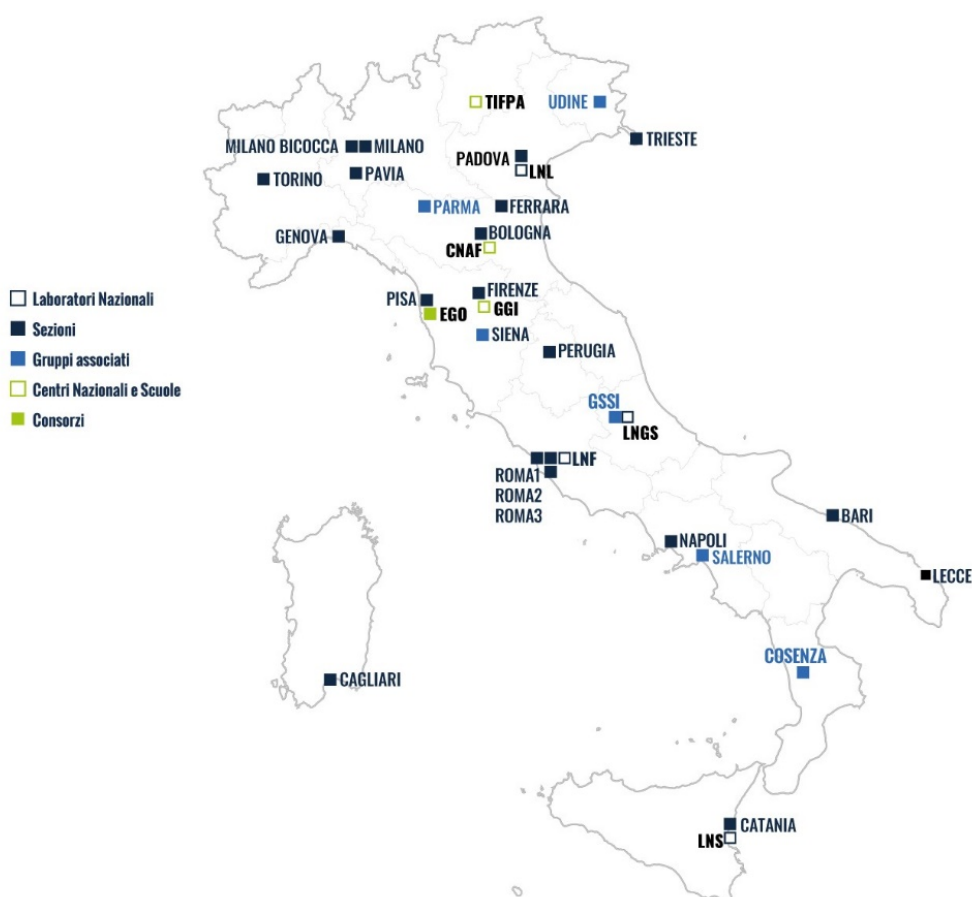 TIFPA
UDINE
TRIESTE
MILANO BICOCCA
MILANO
PADOVA
LNL
TORINO
PAVIA
PARMA
FERRARA
GENOVA
BOLOGNA
CNAF
Laboratori Nazionali
Sezioni
Gruppi associati
Centri Nazionali e Scuole
Consorzi
PISA
FIRENZE
EGO
GGI
SIENA
PERUGIA
GSSI
LNGS
LNF
ROMA1
ROMA2
ROMA3
BARI
NAPOLI
SALERNO
LECCE
COSENZA
CAGLIARI
CATANIA
LNS